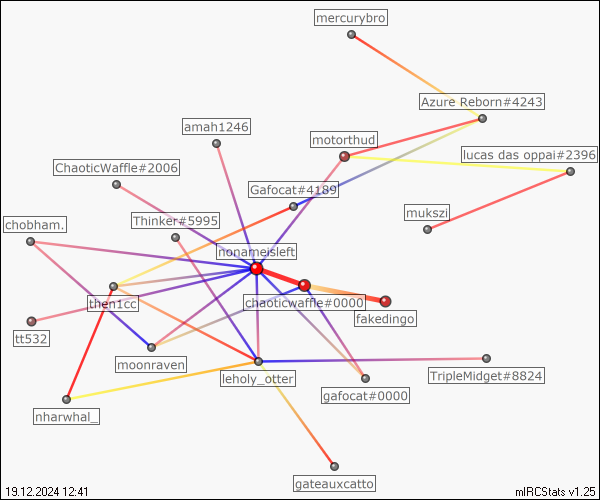 mercurybro
Azure Reborn#4243
amah1246
motorthud
lucas das oppai#2396
ChaoticWaffle#2006
Gafocat#4189
mukszi
chobham.
Thinker#5995
nonameisleft
then1cc
chaoticwaffle#0000
fakedingo
tt532
moonraven
leholy_otter
TripleMidget#8824
gafocat#0000
nharwhal_
gateauxcatto
19.12.2024 12:41
mIRCStats v1.25